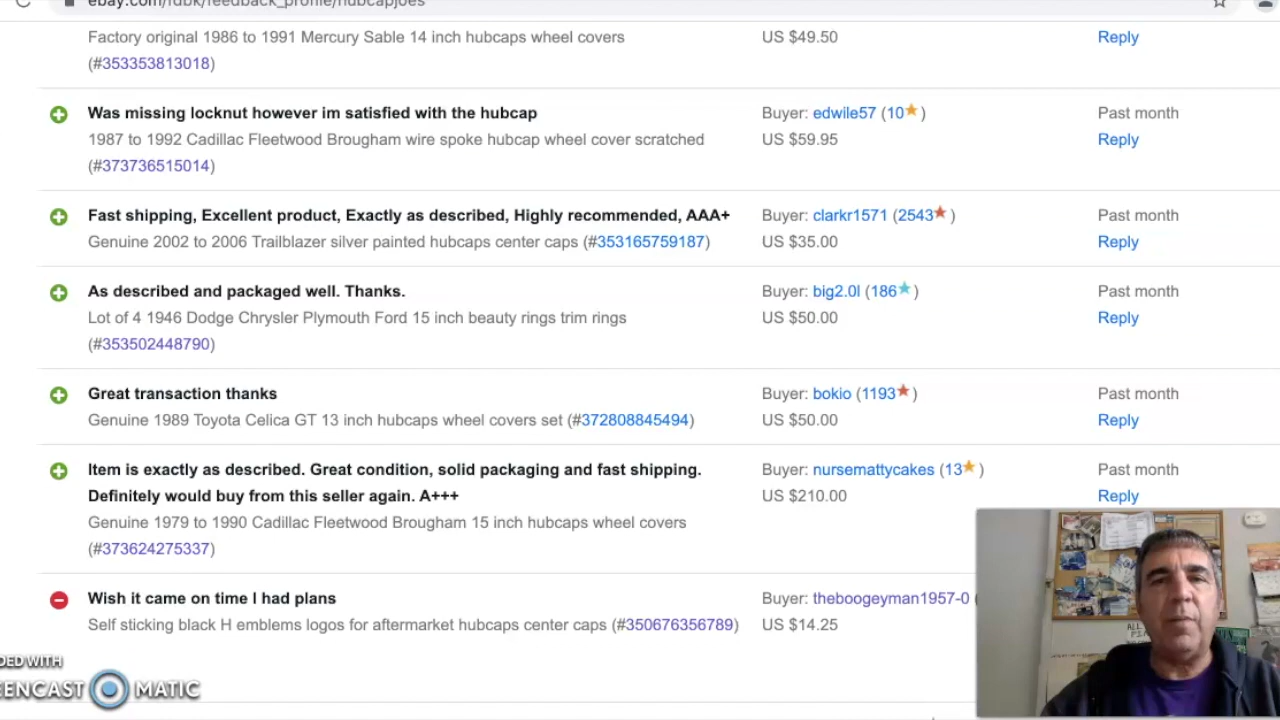 ebay.com/fdbk/feedback_profile/hubcapjoes
Factory original 1986 to 1991 Mercury Sable 14 inch hubcaps wheel covers US $49.50 Reply
(#353353813018)
Was missing locknut however im satisfied with the hubcap Buyer: edwile57 (10) Past month
1987 to 1992 Cadillac Fleetwood Brougham wire spoke hubcap wheel cover scratched US $59.95 Reply
(#373736515014)
Fast shipping, Excellent product, Exactly as described, Highly recommended, AAA+ Buyer: clarkr1571 (2543) Past month
Genuine 2002 to 2006 Trailblazer silver painted hubcaps center caps (#353165759187) US $35.00 Reply
As described and packaged well. Thanks. Buyer: big2.0l (186) Past month
Lot of 4 1946 Dodge Chrysler Plymouth Ford 15 inch beauty rings trim rings US $50.00 Reply
(#353502448790)
Great transaction thanks Buyer: bokio (1193) Past month
Genuine 1989 Toyota Celica GT 13 inch hubcaps wheel covers set (#372808845494) US $50.00 Reply
Item is exactly as described. Great condition, solid packaging and fast shipping. Buyer: nursemattycakes (13) Past month
Definitely would buy from this seller again. A+++ US $210.00 Reply
Genuine 1979 to 1990 Cadillac Fleetwood Brougham 15 inch hubcaps wheel covers
(#373624275337)
Wish it came on time I had plans Buyer: theboogeyman1957-0 (
Self sticking black H emblems logos for aftermarket hubcaps center caps (#350676356789) US $14.25
DED WITH
EENCAST MATIC